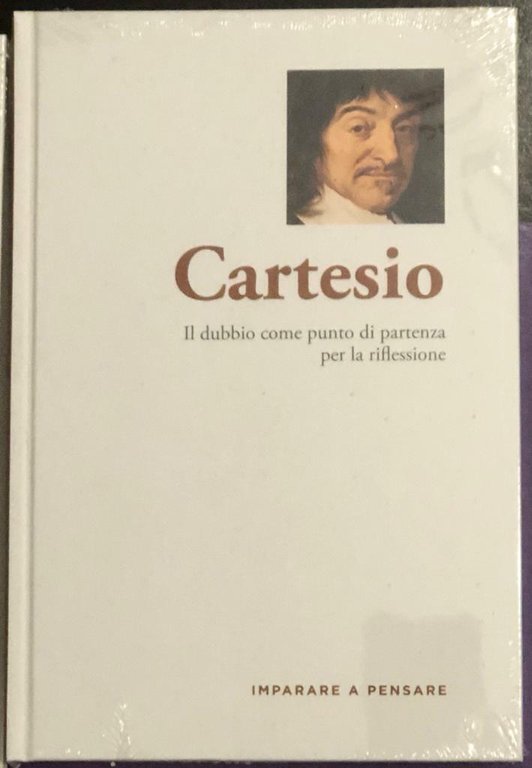 Cartesio
Il dubbio come punto di partenza
per la riflessione
IMPARARE A PENSARE